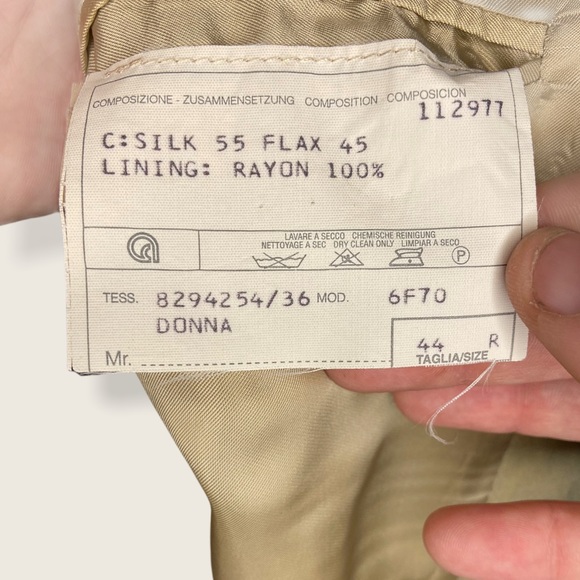 COMPOSIZIONE - ZUSAMMENSETZUNG COMPOSITION COMPOSICION
112977
C:SILK 55 FLAX 45
LINING: RAYON 100%
LAVARE A SECCO CHEMISCHE REINIGUNG
NETTOYAGE A SEC DRY CLEAN ONLY LIMPIAR A SECO
P
TESS. 8294254/36 MOD. 6F70
DONNA
44 R
Mr. TAGLIA/SIZE